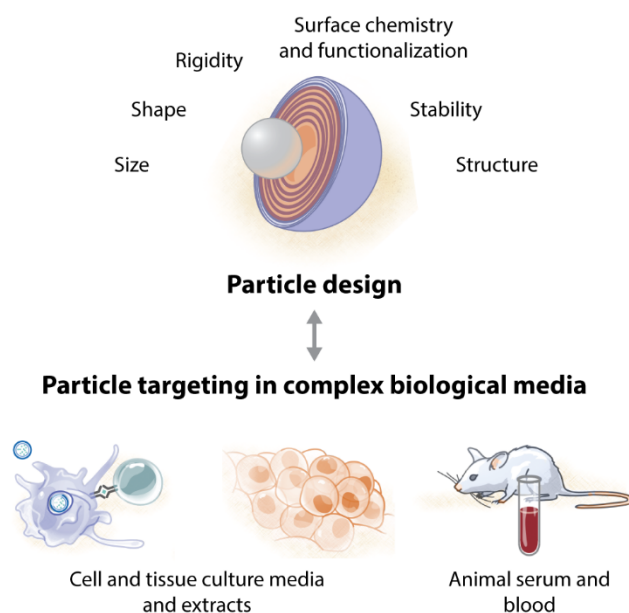 Surface chemistry
and functionalization
Rigidity
Shape
Stability
Size
Structure
Particle design
Particle targeting in complex biological media
Cell and tissue culture media
and extracts
Animal serum and
blood